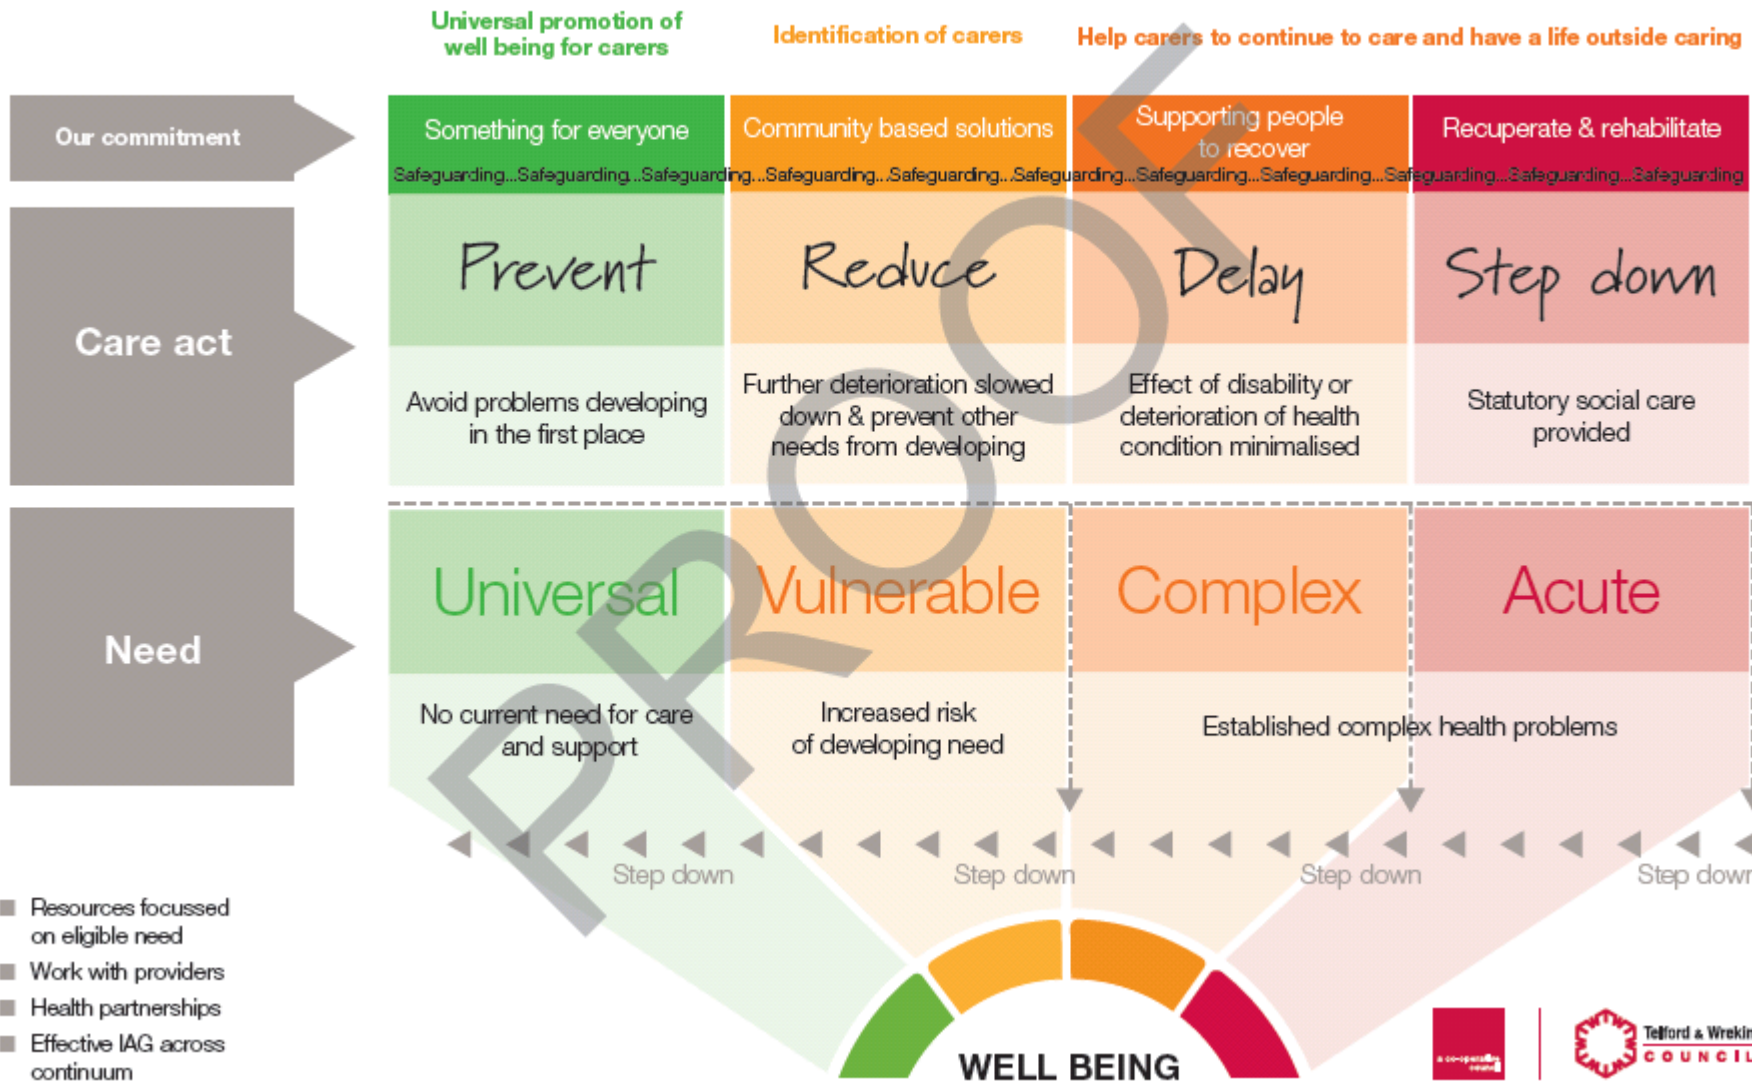 Universal promotion of
well being for carers
Identification of carers
Help carers to continue to care and have a life outside caring
Our commitment
Something for everyone
Community based solutions
Supporting people
to recover
Recuperate & rehabilitate
Safeguarding...Safeguarding...Safeguarding...Safeguarding...Safeguarding...Safeguarding...Safeguarding...Safeguarding...Safeguarding...Safeguarding...Safeguarding
Care act
Prevent
Reduce
Delay
Step down
Avoid problems developing
in the first place
Further deterioration slowed
down & prevent other
needs from developing
Effect of disability or
deterioration of health
condition minimalised
Statutory social care
provided
Need
Universal
Vulnerable
Complex
Acute
No current need for care
and support
Increased risk
of developing need
Established complex health problems
Step down
Step down
Step down
Step down
Resources focussed
on eligible need
Work with providers
Health partnerships
Effective IAG across
continuum
WELL BEING
a co-operative
council
Telford & Wrekin
COUNCIL
PROOF